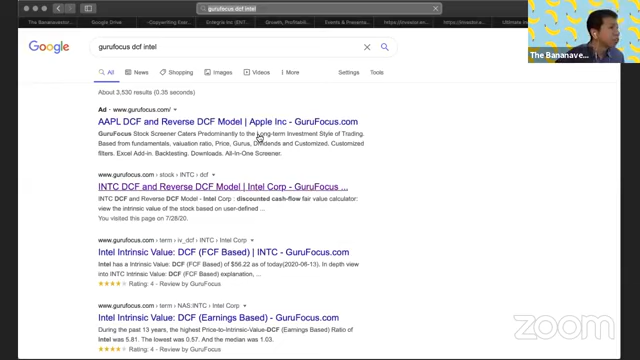 gurufocus dcf intel
The Bananavestor
Google Drive
-Copywriting Exer
Entegris Inc (ENT
Growth, Profitabili
Events & Presenta
https://investor.an
https://investor.an
Ultimate in
Google
gurufocus dcf intel
All
News
Shopping
Images
Videos
More
Settings
Tools
About 3,530 results (0.35 seconds)
Ad · www.gurufocus.com/
AAPL DCF and Reverse DCF Model | Apple Inc - GuruFocus.com
GuruFocus Stock Screener Caters Predominantly to the Long-term Investment Style of Trading.
Based from fundamentals, valuation ratio, Price, Gurus, Dividends and Customized. Customized
filters. Excel Add-in. Backtesting. Downloads. All-In-One Screener.
www.gurufocus.com › stock › INTC › dcf
INTC DCF and Reverse DCF Model | Intel Corp - GuruFocus ...
INTC DCF and Reverse DCF Model - Intel Corp : discounted cash-flow fair value calculator:
view the intrinsic value of the stock based on user-defined ...
You visited this page on 7/28/20.
www.gurufocus.com › term › iv_dcf › INTC › Intel Corp
Intel Intrinsic Value: DCF (FCF Based) | INTC - GuruFocus.com
Intel has a Intrinsic Value: DCF (FCF Based) of $56.22 as of today(2020-06-13). In depth view
into INTC Intrinsic Value: DCF (FCF Based) explanation, ...
Rating: 4 - Review by GuruFocus
www.gurufocus.com › term › NAS:INTC › Intel Corp
Intel Intrinsic Value: DCF (Earnings Based) - GuruFocus.com
During the past 13 years, the highest Price-to-Intrinsic-Value-DCF (Earnings Based) Ratio of
Intel was 5.81. The lowest was 0.57. And the median was 1.03.
Rating: 4 - Review by GuruFocus
The Bananave...
zoom